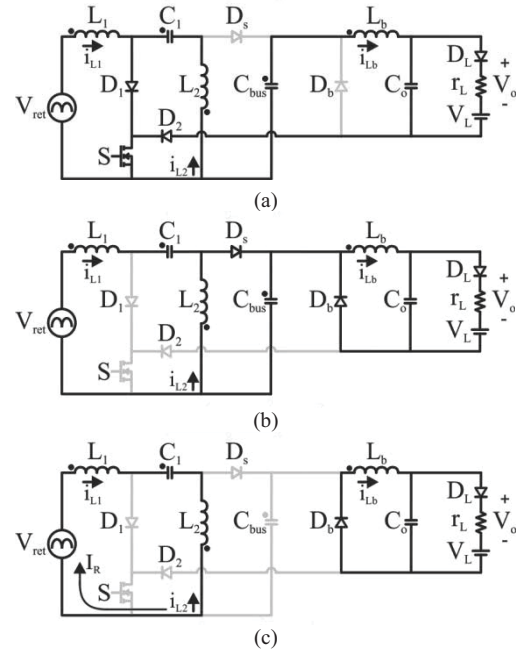 L1 C1 Ds Lb
iL1 iLb
D1 L2 Cbus Db Co DL + rL Vo VL -
Vret
D2
S
iL2
(a)
L1 C1 Ds Lb
iL1 iLb
D1 L2 Cbus Db Co DL + rL Vo VL -
Vret
D2
S
iL2
(b)
L1 C1 Ds Lb
iL1 iLb
D1 L2 Cbus Db Co DL + rL Vo VL -
Vret
IR D2
S
iL2
(c)